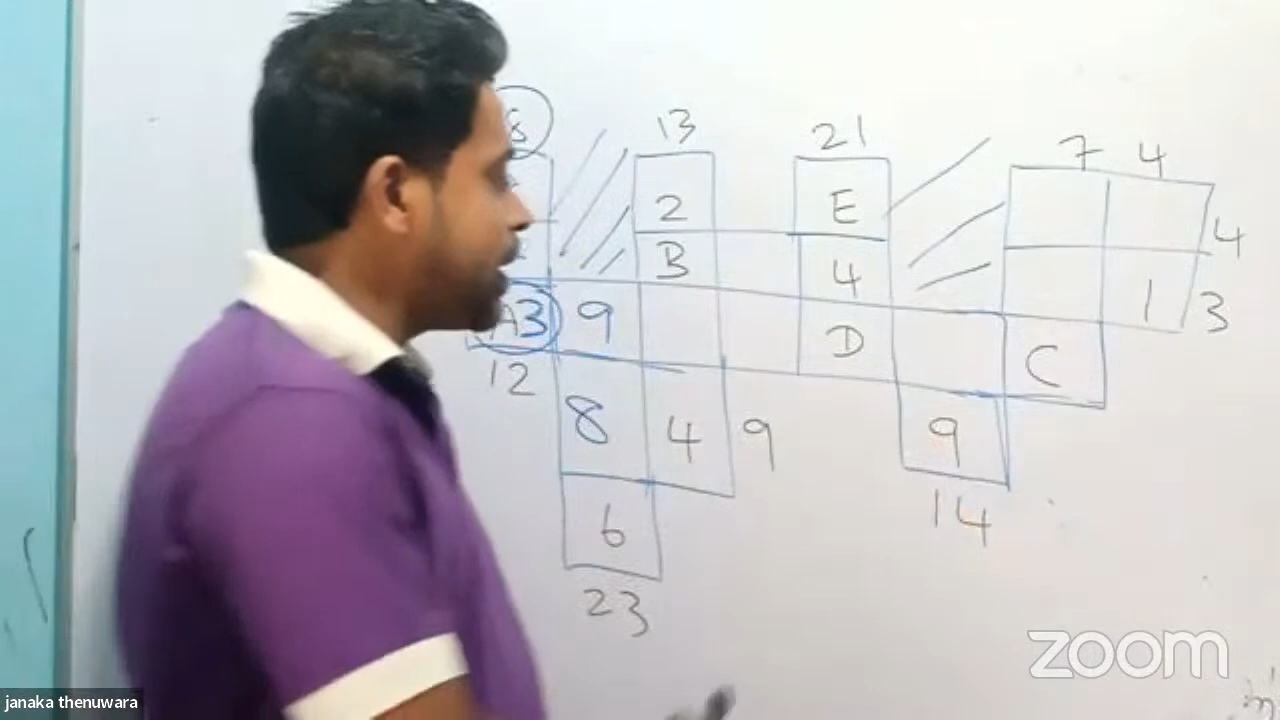 13 21 7 4
2 E
4
B 4 1 3
A3 9 D C
12
8 4 9 9
6 14
23
zoom
janaka thenuwara